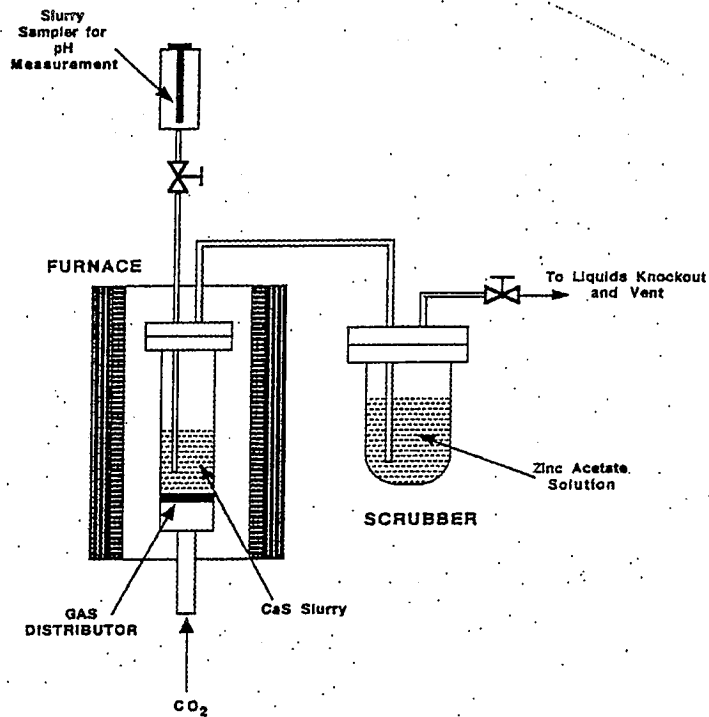 Slurry
Sampler for
pH
Measurement
FURNACE
To Liquids Knockout
and Vent
Zinc Acetate
Solution
SCRUBBER
GAS
DISTRIBUTOR
CaS Slurry
CO2